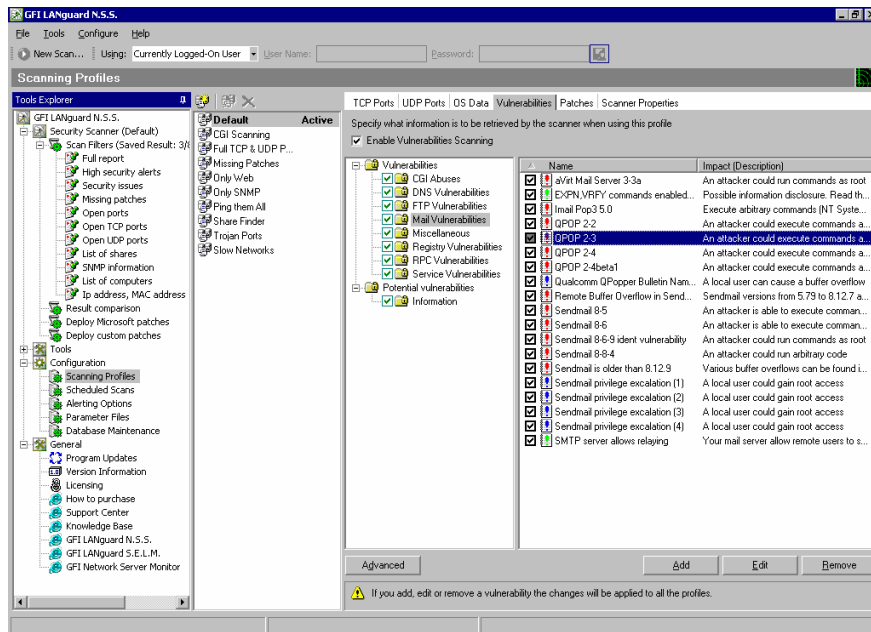 GFI LANguard N.S.S.
File Tools Configure Help
New Scan... Using: Currently Logged-On User User Name: Password:
Scanning Profiles
Tools Explorer
GFI LANguard N.S.S.
Security Scanner (Default)
Scan Filters (Saved Result: 3/
Full report
High security alerts
Security issues
Missing patches
Open ports
Open TCP ports
Open UDP ports
List of shares
SNMP information
List of computers
Ip address, MAC address
Result comparison
Deploy Microsoft patches
Deploy custom patches
Tools
Configuration
Scanning Profiles
Scheduled Scans
Alerting Options
Parameter Files
Database Maintenance
General
Program Updates
Version Information
Licensing
How to purchase
Support Center
Knowledge Base
GFI LANguard N.S.S.
GFI LANguard S.E.L.M.
GFI Network Server Monitor
Default Active
CGI Scanning
Full TCP & UDP P...
Missing Patches
Only Web
Only SNMP
Ping them All
Share Finder
Trojan Ports
Slow Networks
TCP Ports UDP Ports OS Data Vulnerabilities Patches Scanner Properties
Specify what information is to be retrieved by the scanner when using this profile
Enable Vulnerabilities Scanning
Vulnerabilities
CGI Abuses
DNS Vulnerabilities
FTP Vulnerabilities
Mail Vulnerabilities
Miscellaneous
Registry Vulnerabilities
RPC Vulnerabilities
Service Vulnerabilities
Potential vulnerabilities
Information
Name Impact (Description)
aVirt Mail Server 3-3a An attacker could run commands as root
EXPN,VRFY commands enabled... Possible information disclosure. Read th...
Imail Pop3 5.0 Execute arbitrary commands (NT Syste...
QPOP 2-2 An attacker could execute commands a...
QPOP 2-3 An attacker could execute commands a...
QPOP 2-4 An attacker could execute commands a...
QPOP 2-4beta1 An attacker could execute commands a...
Qualcomm QPopper Bulletin Nam... A local user can cause a buffer overflow
Remote Buffer Overflow in Send... Sendmail versions from 5.79 to 8.12.7 a...
Sendmail 8-5 An attacker is able to execute comman...
Sendmail 8-6 An attacker is able to execute comman...
Sendmail 8-6-9 ident vulnerability An attacker could run commands as root
Sendmail 8-8-4 An attacker could run arbitrary code
Sendmail is older than 8.12.9 Various buffer overflows can be found i...
Sendmail privilege excalation (1) A local user could gain root access
Sendmail privilege excalation (2) A local user could gain root access
Sendmail privilege excalation (3) A local user could gain root access
Sendmail privilege excalation (4) A local user could gain root access
SMTP server allows relaying Your mail server allow remote users to s...
Advanced Add Edit Remove
If you add, edit or remove a vulnerability the changes will be applied to all the profiles.